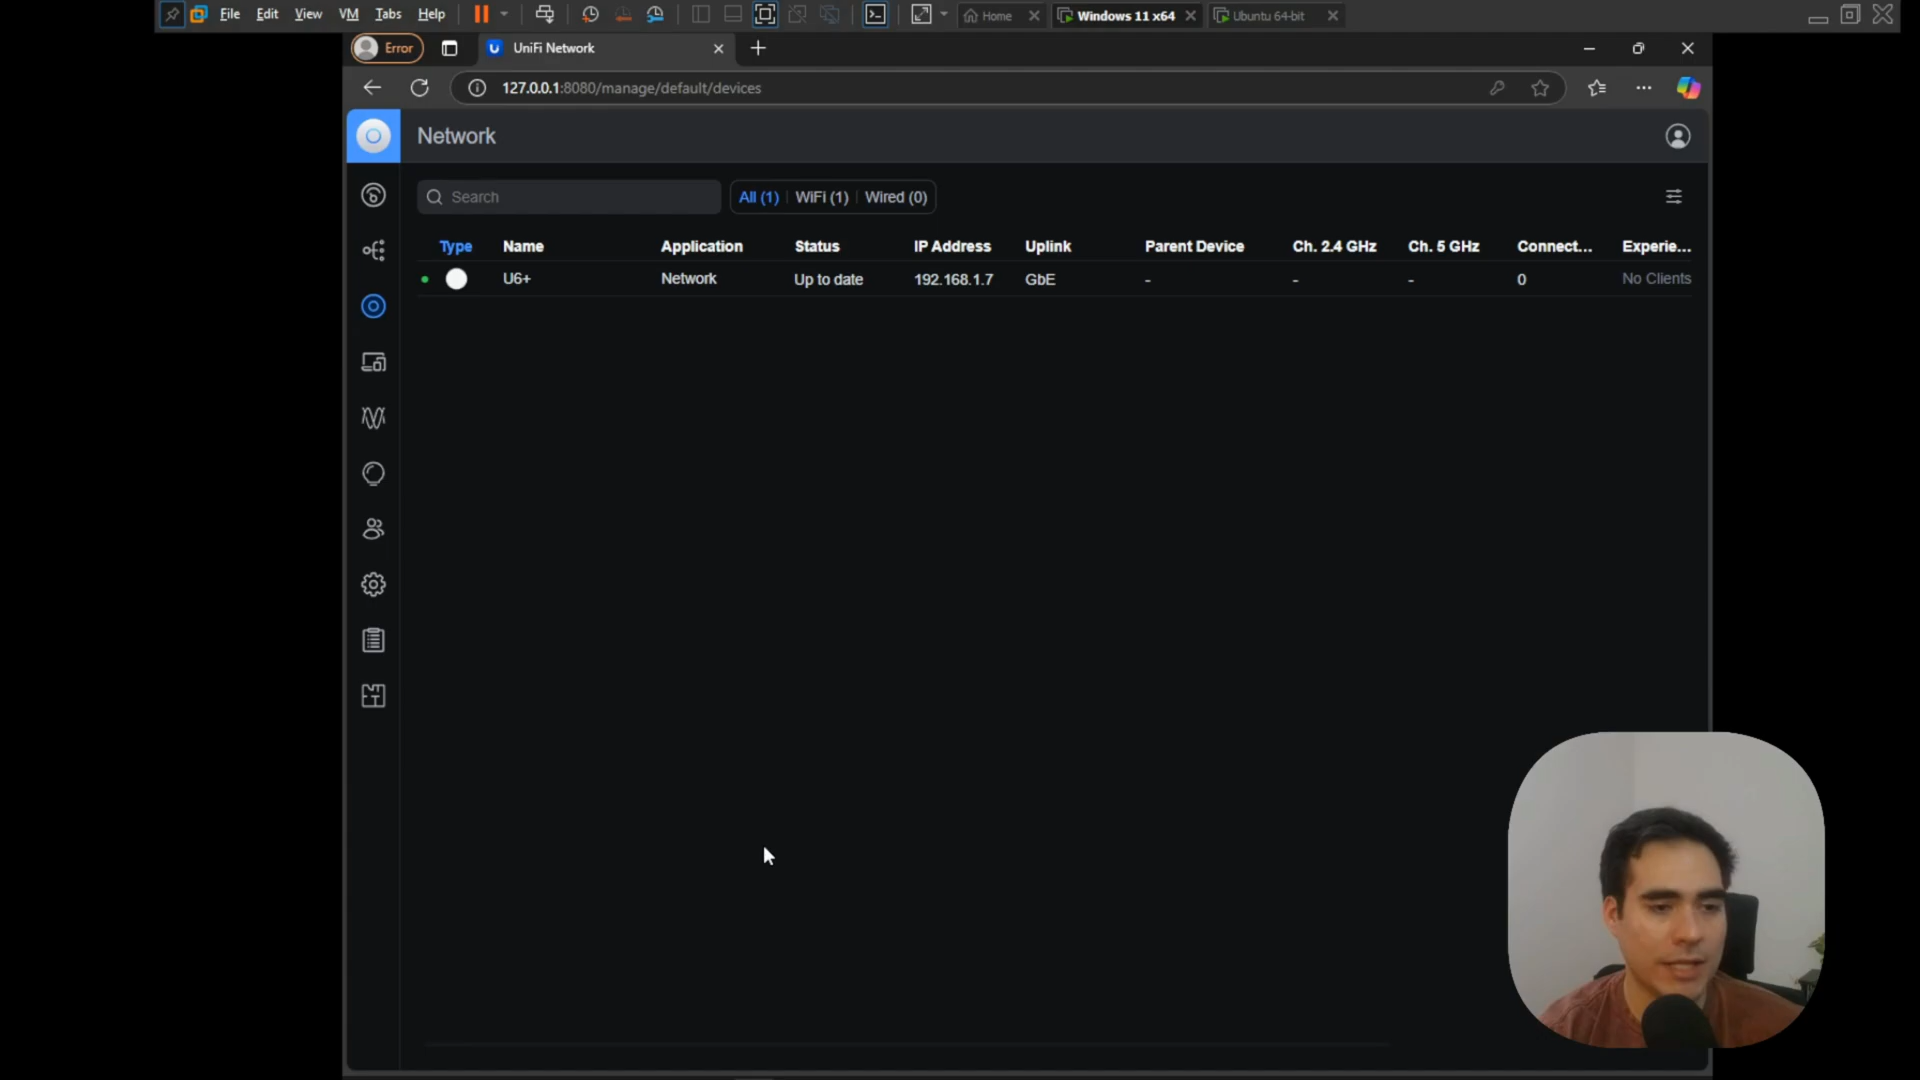 File Edit View VM Tabs Help Home Windows 11 x64 Ubuntu 64-bit
Error UniFi Network
127.0.0.1:8080/manage/default/devices
Network
Search All (1) WiFi (1) Wired (0)
Type Name Application Status IP Address Uplink Parent Device Ch. 2.4 GHz Ch. 5 GHz Connect... Experie...
U6+ Network Up to date 192.168.1.7 GbE - - - 0 No Clients